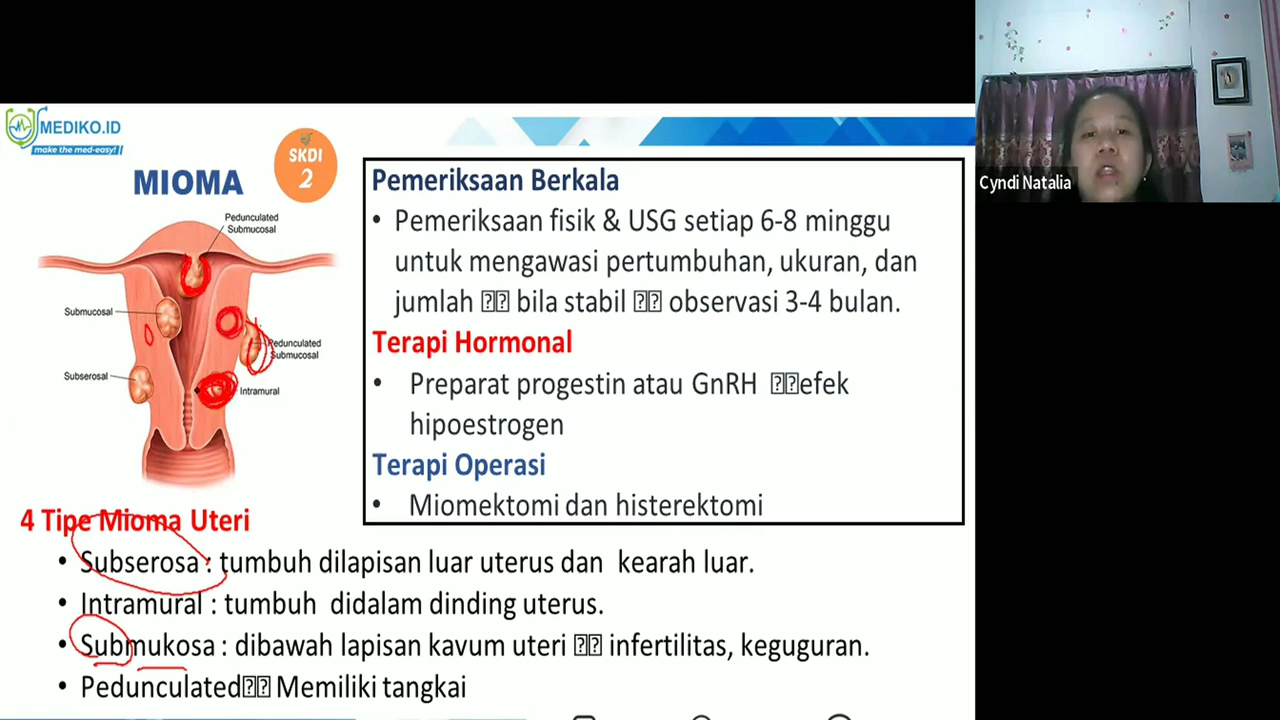 MEDIKO.ID
make the med-easy!
SKDI
2
MIOMA
Pedunculated
Submucosal
Submucosal
Pedunculated
Submucosal
Subserosal
Intramural
Pemeriksaan Berkala
• Pemeriksaan fisik & USG setiap 6-8 minggu
untuk mengawasi pertumbuhan, ukuran, dan
jumlah ⍰⍰ bila stabil ⍰⍰ observasi 3-4 bulan.
Terapi Hormonal
• Preparat progestin atau GnRH ⍰⍰efek
hipoestrogen
Terapi Operasi
• Miomektomi dan histerektomi
4 Tipe Mioma Uteri
• Subserosa : tumbuh dilapisan luar uterus dan kearah luar.
• Intramural : tumbuh didalam dinding uterus.
• Submukosa : dibawah lapisan kavum uteri ⍰⍰ infertilitas, keguguran.
• Pedunculated⍰⍰ Memiliki tangkai
Cyndi Natalia